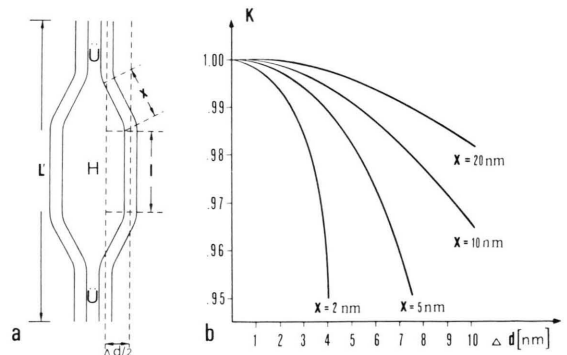 K
Ü
x
1.00
.99
L'
H
l
.98
.97
.96
Ü
.95
X = 20 nm
X = 10 nm
X = 2 nm
X = 5 nm
a
Δ d/2
b
1 2 3 4 5 6 7 8 9 10 Δ d [nm]